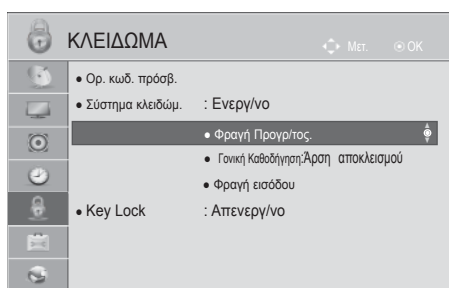 ΚΛΕΙΔΩΜΑ Μετ. OK
● Ορ. κωδ. πρόσβ.
● Σύστημα κλειδώμ. : Ενεργ/νο
● Φραγή Προγρ/τος.
● Γονική Καθοδήγηση:Άρση αποκλεισμού
● Φραγή εισόδου
● Key Lock : Απενεργ/νο